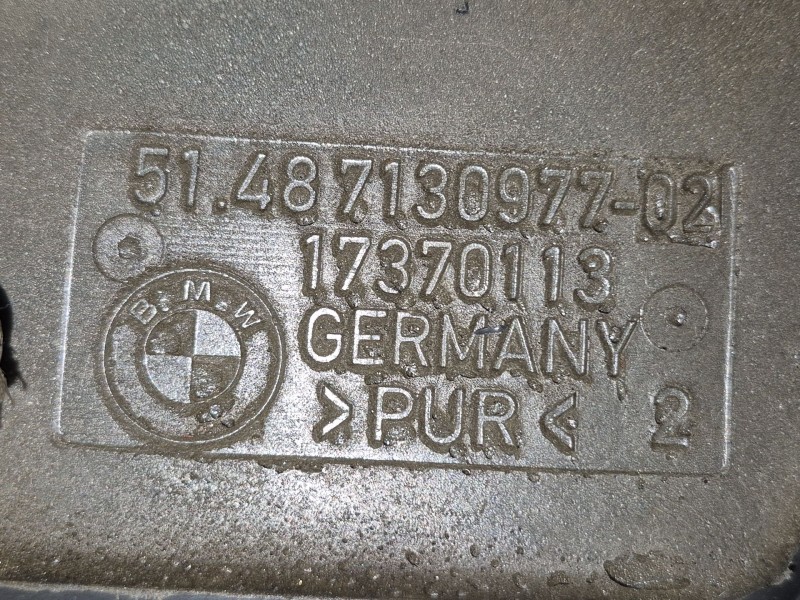 51.48 7130977-02
17370113
B.M.W
GERMANY
>PUR< 2